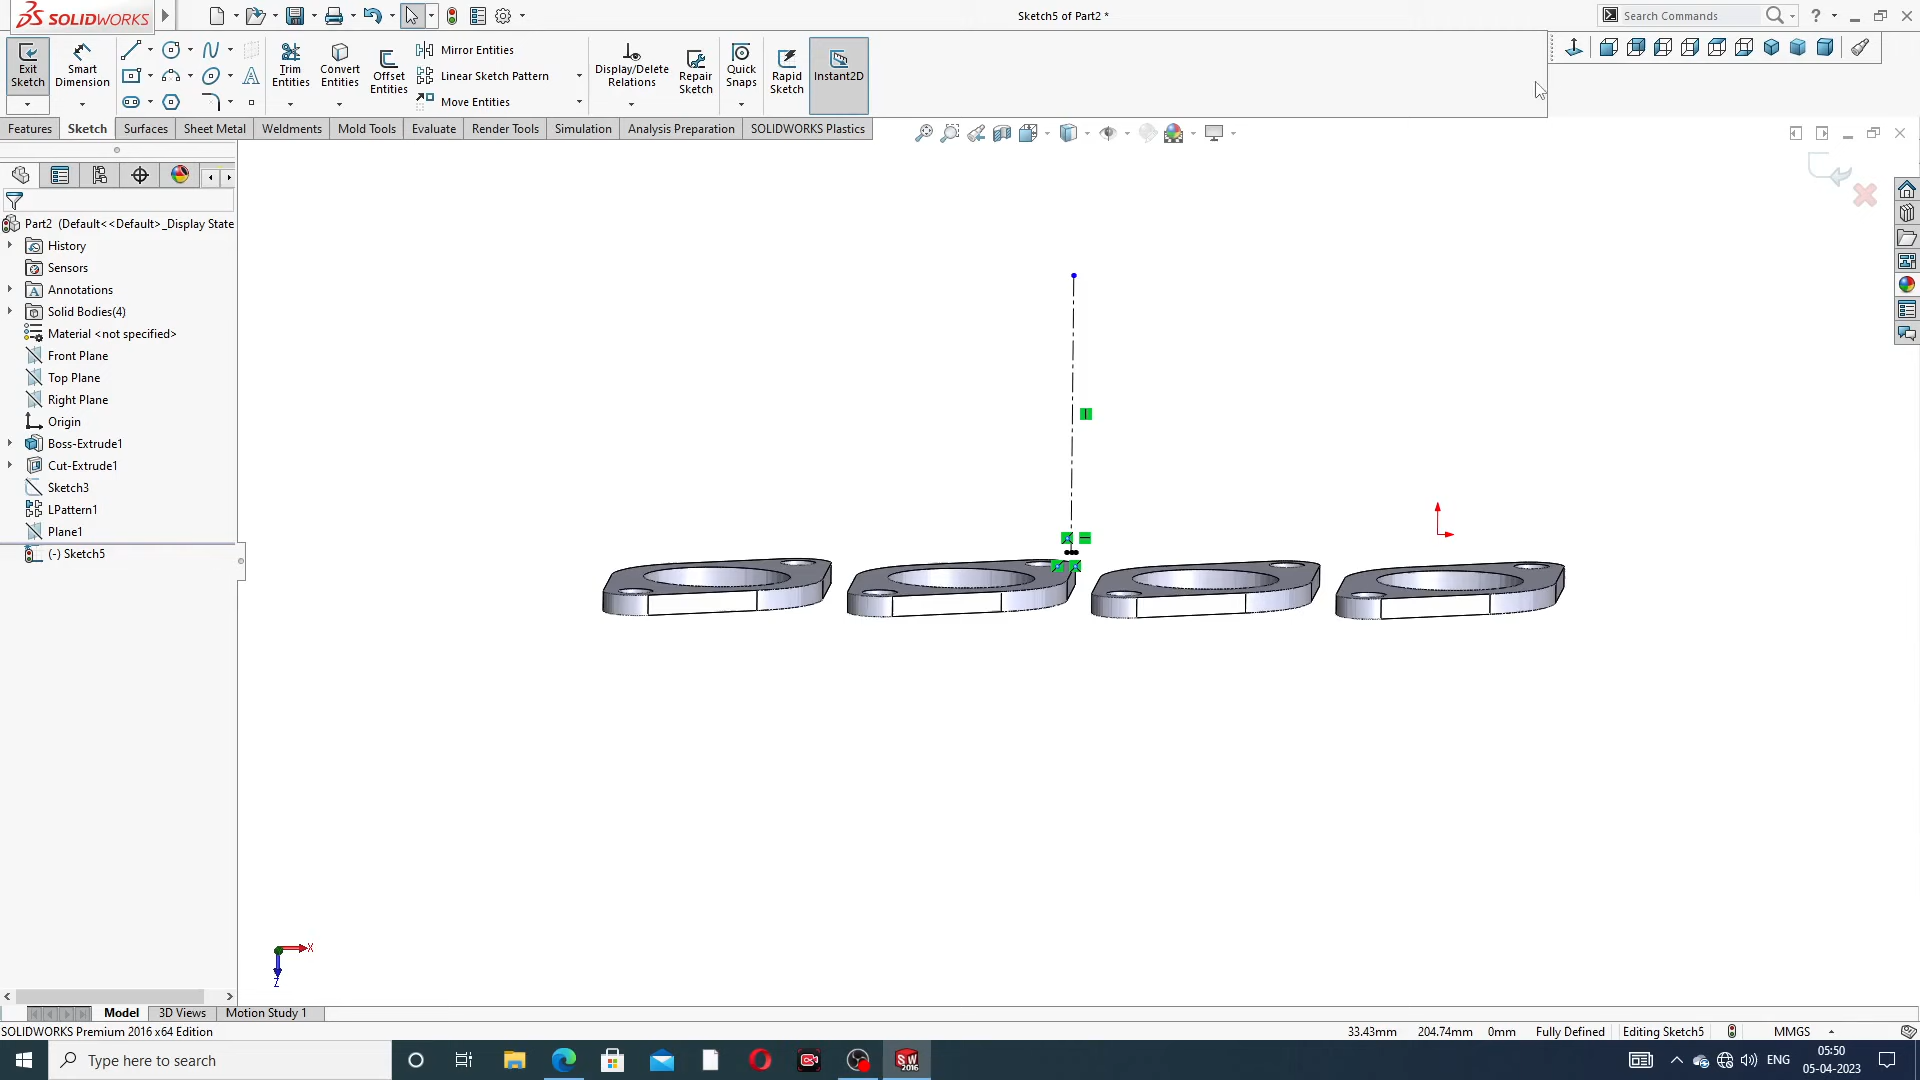 SOLIDWORKS
Sketch5 of Part2 *
Search Commands
?
Exit Sketch
Smart Dimension
Trim Entities
Convert Entities
Offset Entities
Mirror Entities
Linear Sketch Pattern
Move Entities
Display/Delete Relations
Repair Sketch
Quick Snaps
Rapid Sketch
Instant2D
Features
Sketch
Surfaces
Sheet Metal
Weldments
Mold Tools
Evaluate
Render Tools
Simulation
Analysis Preparation
SOLIDWORKS Plastics
Part2 (Default<<Default>_Display State
History
Sensors
Annotations
Solid Bodies(4)
Material <not specified>
Front Plane
Top Plane
Right Plane
Origin
Boss-Extrude1
Cut-Extrude1
Sketch3
LPattern1
Plane1
(-) Sketch5
X
Z
Model
3D Views
Motion Study 1
SOLIDWORKS Premium 2016 x64 Edition
33.43mm
204.74mm
0mm
Fully Defined
Editing Sketch5
MMGS
Type here to search
SW
2016
ENG
05:50
05-04-2023